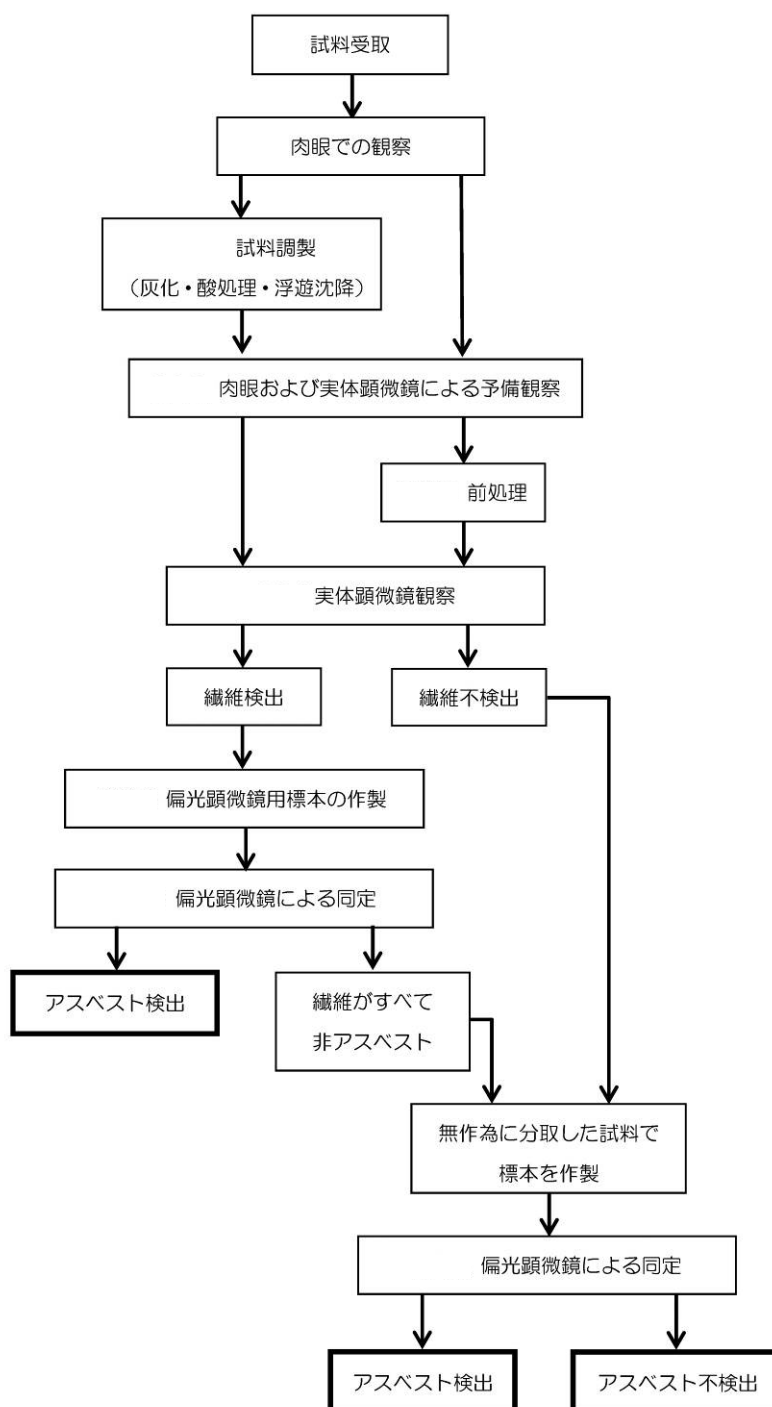 試料受取
肉眼での観察
試料調製
(灰化・酸処理・浮遊沈降)
肉眼および実体顕微鏡による予備観察
前処理
実体顕微鏡観察
繊維検出
繊維不検出
偏光顕微鏡用標本の作製
偏光顕微鏡による同定
アスベスト検出
繊維がすべて
非アスベスト
無作為に分取した試料で
標本を作製
偏光顕微鏡による同定
アスベスト検出
アスベスト不検出